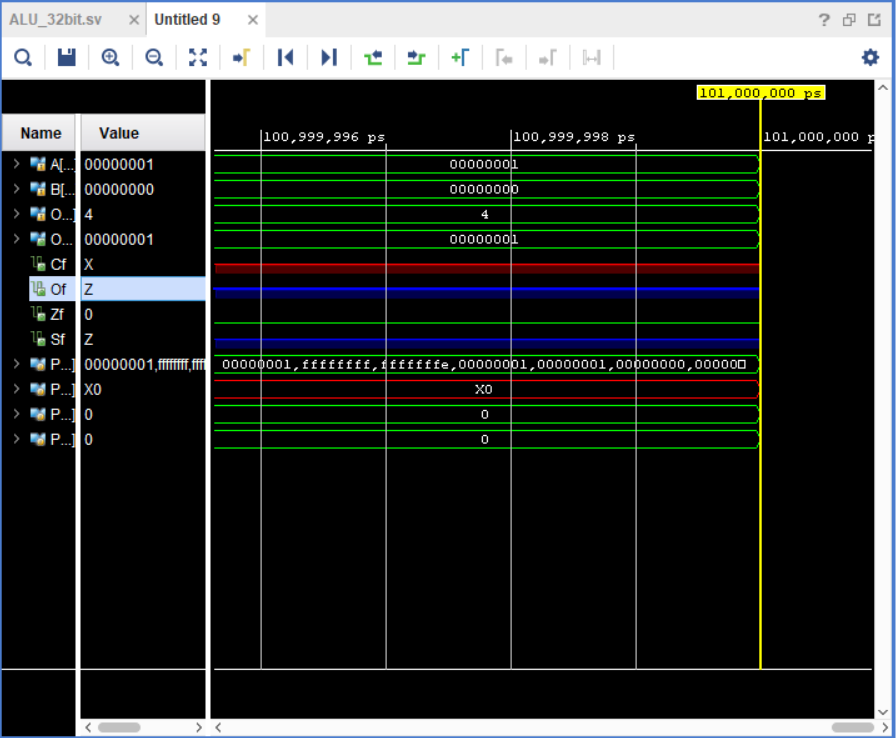 ALU_32bit.sv × Untitled 9 × ?
101,000,000 ps
Name Value 100,999,996 ps 100,999,998 ps 101,000,000 p
A[...] 00000001 00000001
B[... 00000000 00000000
O...] 4 4
O... 00000001 00000001
Cf X
Of Z
Zf 0
Sf Z
P...] 00000001,ffffffff,fff 00000001,ffffffff,fffffffe,00000001,00000001,00000000,00000
P...] X0 X0
P...] 0 0
P...] 0 0